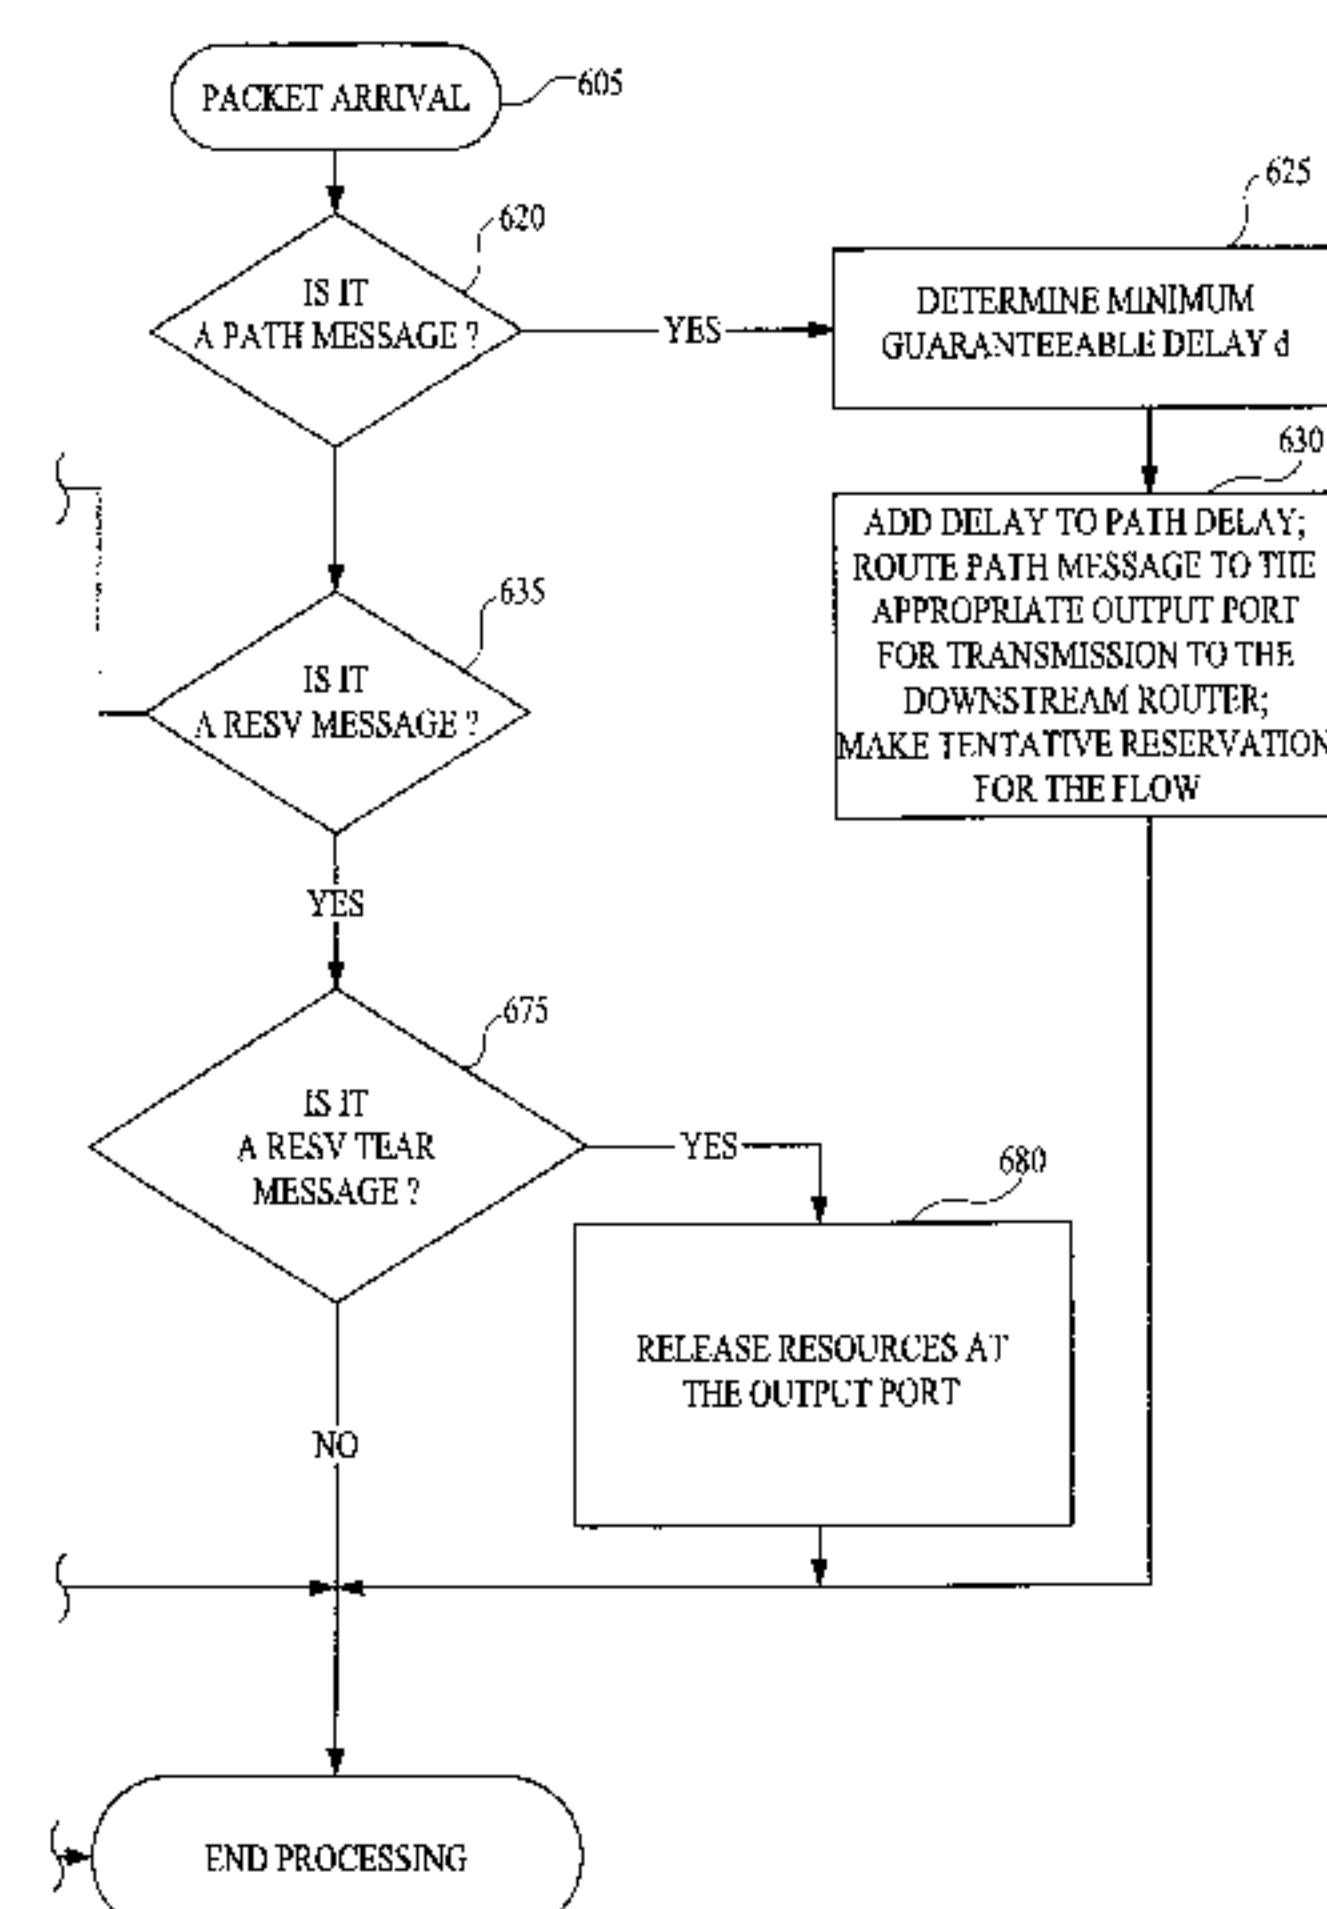 PACKET ARRIVAL
605
620
IS IT
A PATH MESSAGE ?
YES
625
DETERMINE MINIMUM
GUARANTEEABLE DELAY d
630
ADD DELAY TO PATH DELAY;
ROUTE PATH MESSAGE TO THE
APPROPRIATE OUTPUT PORT
FOR TRANSMISSION TO THE
DOWNSTREAM ROUTER;
MAKE TENTATIVE RESERVATION
FOR THE FLOW
635
IS IT
A RESV MESSAGE ?
YES
675
IS IT
A RESV TEAR
MESSAGE ?
YES
680
RELEASE RESOURCES AT
THE OUTPUT PORT
NO
END PROCESSING